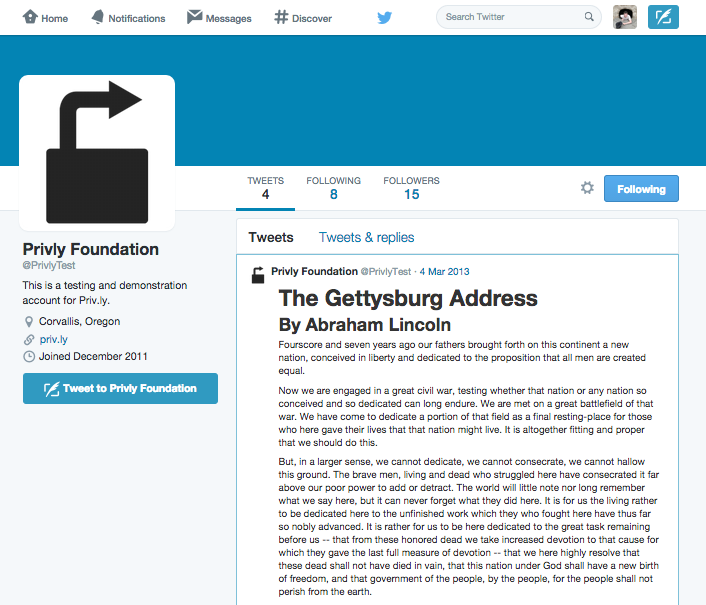 Home Notifications Messages Discover Search Twitter
TWEETS FOLLOWING FOLLOWERS
4 8 15
Following
Privly Foundation
@PrivlyTest
This is a testing and demonstration
account for Priv.ly.
Corvallis, Oregon
priv.ly
Joined December 2011
Tweet to Privly Foundation
Tweets Tweets & replies
Privly Foundation @PrivlyTest · 4 Mar 2013
The Gettysburg Address
By Abraham Lincoln
Fourscore and seven years ago our fathers brought forth on this continent a new
nation, conceived in liberty and dedicated to the proposition that all men are created
equal.
Now we are engaged in a great civil war, testing whether that nation or any nation so
conceived and so dedicated can long endure. We are met on a great battlefield of that
war. We have come to dedicate a portion of that field as a final resting-place for those
who here gave their lives that that nation might live. It is altogether fitting and proper
that we should do this.
But, in a larger sense, we cannot dedicate, we cannot consecrate, we cannot hallow
this ground. The brave men, living and dead who struggled here have consecrated it far
above our poor power to add or detract. The world will little note nor long remember
what we say here, but it can never forget what they did here. It is for us the living rather
to be dedicated here to the unfinished work which they who fought here have thus far
so nobly advanced. It is rather for us to be here dedicated to the great task remaining
before us -- that from these honored dead we take increased devotion to that cause for
which they gave the last full measure of devotion -- that we here highly resolve that
these dead shall not have died in vain, that this nation under God shall have a new birth
of freedom, and that government of the people, by the people, for the people shall not
perish from the earth.